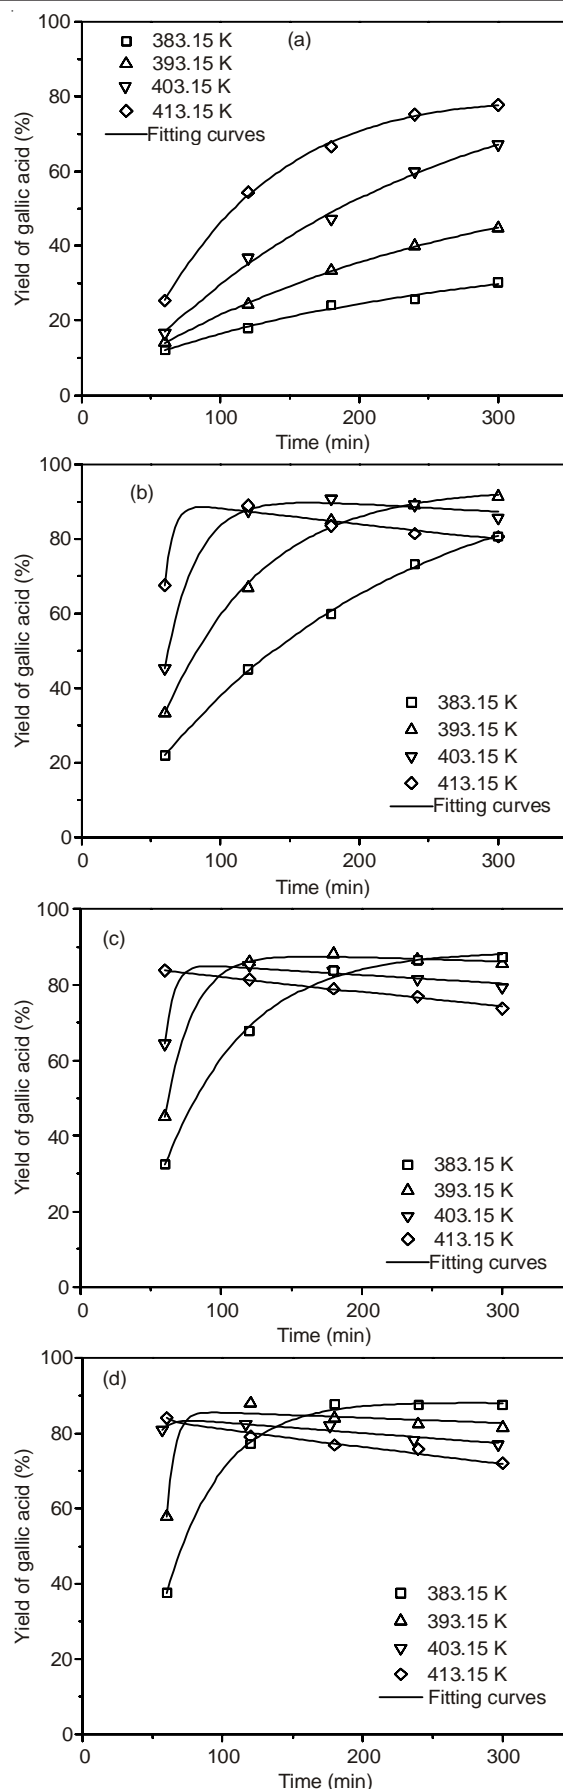 100
80
60
40
20
0
Yield of gallic acid (%)
383.15 K
393.15 K
403.15 K
413.15 K
Fitting curves
(a)
0 100 200 300
Time (min)
100
80
60
40
20
0
Yield of gallic acid (%)
(b)
383.15 K
393.15 K
403.15 K
413.15 K
Fitting curves
0 100 200 300
Time (min)
100
80
60
40
20
0
Yield of gallic acid (%)
(c)
383.15 K
393.15 K
403.15 K
413.15 K
Fitting curves
0 100 200 300
Time (min)
100
80
60
40
20
0
Yield of gallic acid (%)
(d)
383.15 K
393.15 K
403.15 K
413.15 K
Fitting curves
0 100 200 300
Time (min)